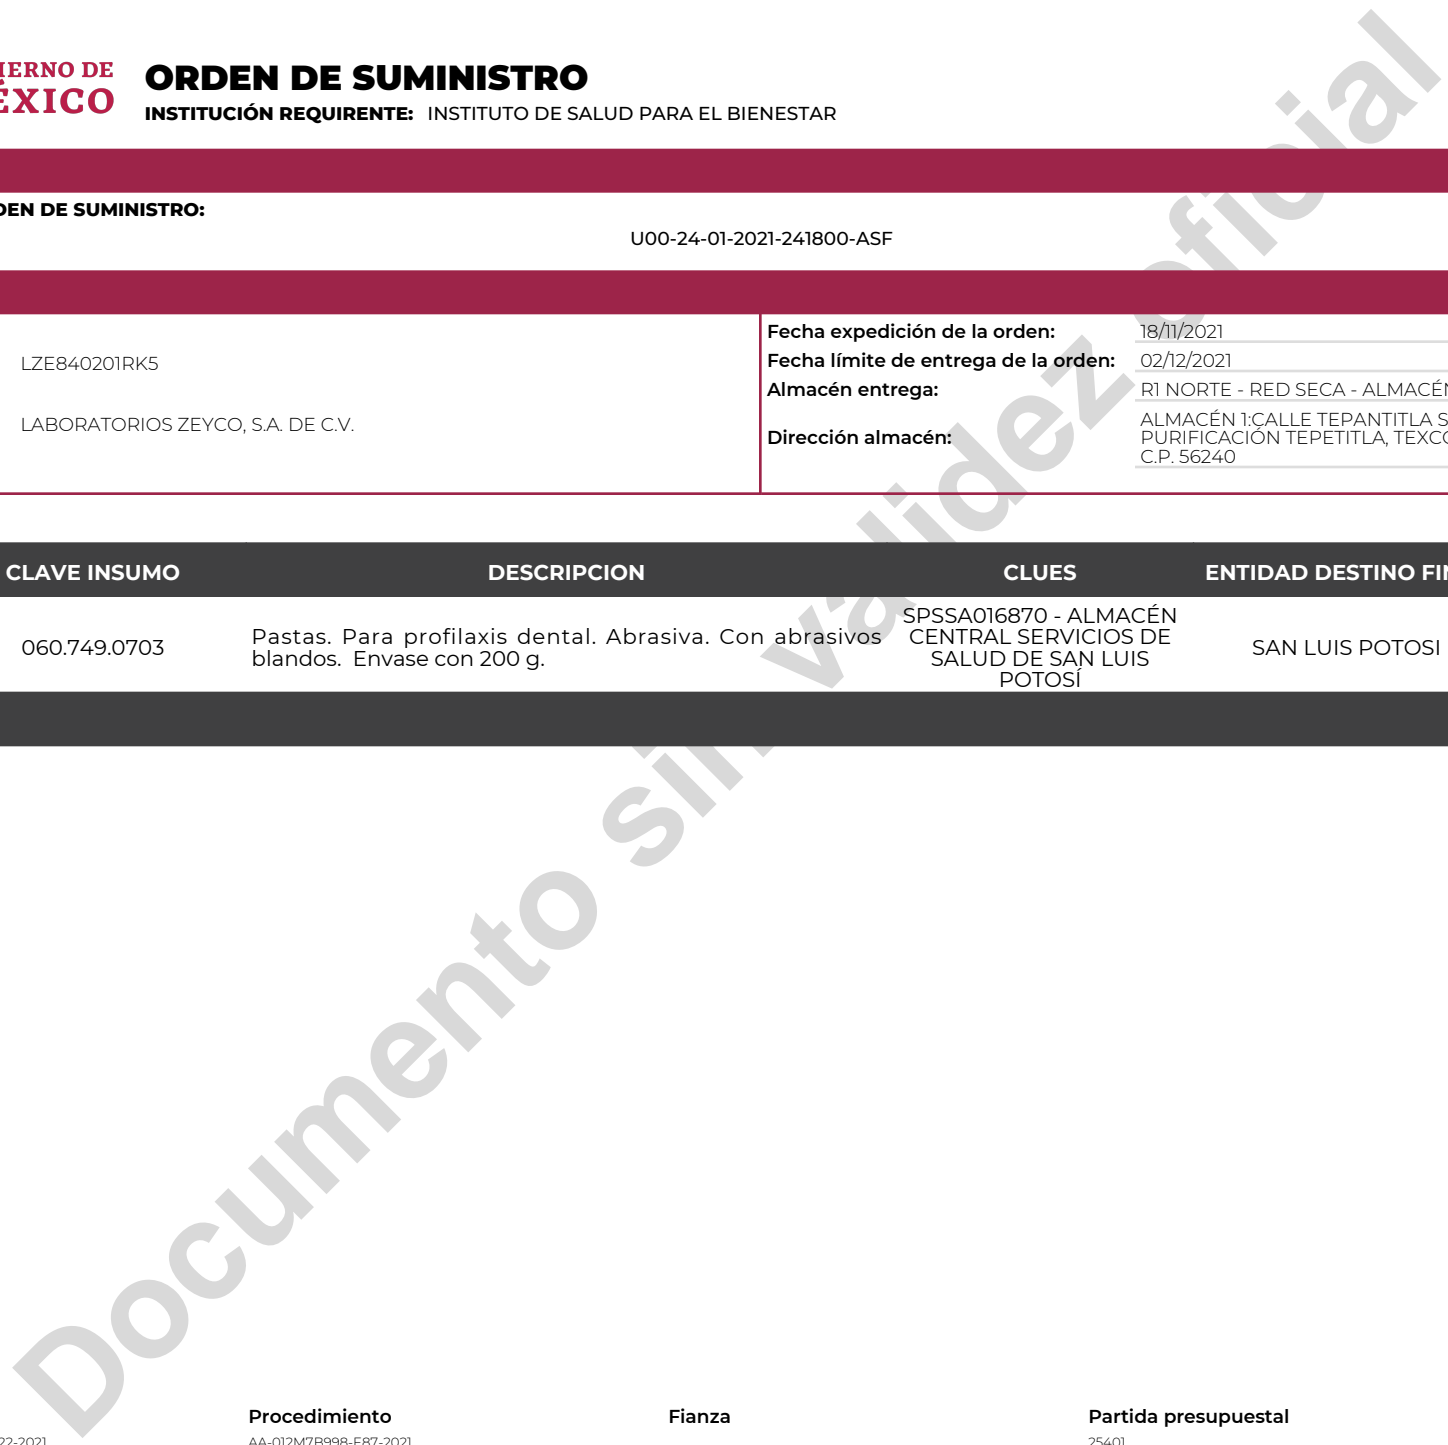 IERNO DE
ÉXICO
ORDEN DE SUMINISTRO
INSTITUCIÓN REQUIRENTE: INSTITUTO DE SALUD PARA EL BIENESTAR
DEN DE SUMINISTRO:
U00-24-01-2021-241800-ASF
LZE840201RK5
LABORATORIOS ZEYCO, S.A. DE C.V.
Fecha expedición de la orden: 18/11/2021
Fecha límite de entrega de la orden: 02/12/2021
Almacén entrega: R1 NORTE - RED SECA - ALMACÉN
Dirección almacén: ALMACÉN 1:CALLE TEPANTITLA S
PURIFICACIÓN TEPETITLA, TEXCO
C.P. 56240
CLAVE INSUMO DESCRIPCION CLUES ENTIDAD DESTINO FIN
060.749.0703
Pastas. Para profilaxis dental. Abrasiva. Con abrasivos
blandos. Envase con 200 g.
SPSSA016870 - ALMACÉN
CENTRAL SERVICIOS DE
SALUD DE SAN LUIS
POTOSÍ
SAN LUIS POTOSI
Documento sin validez oficial
Procedimiento Fianza Partida presupuestal
22-2021 AA-012M7B998-E87-2021 25401